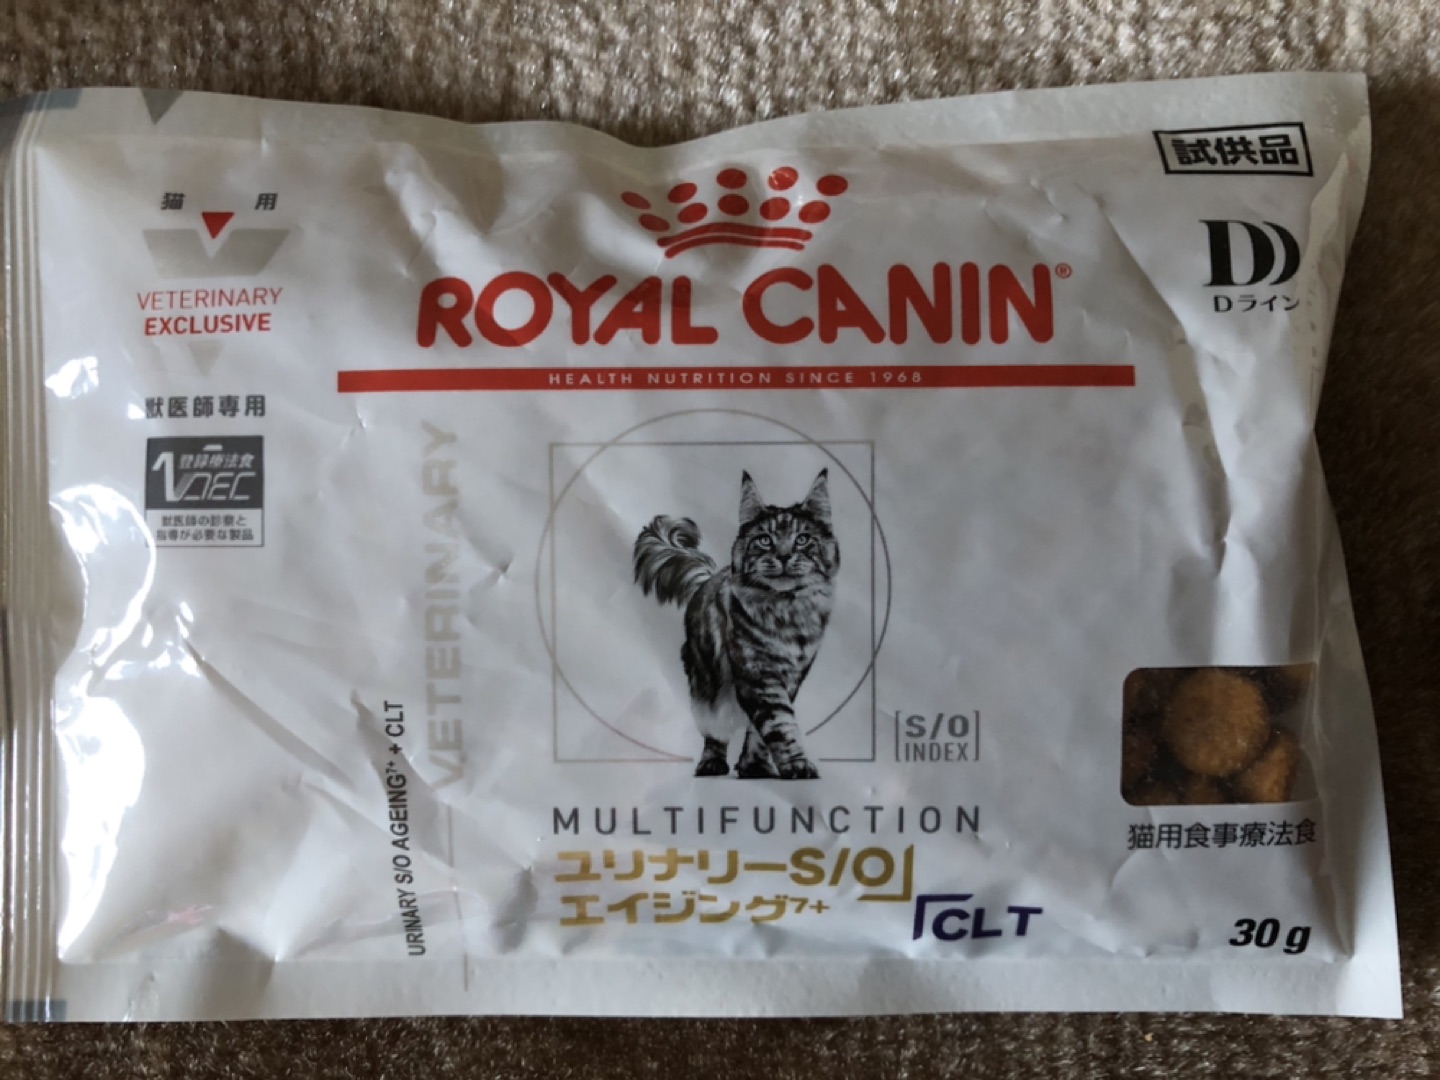 試供品
猫 用
VETERINARY
EXCLUSIVE
獣医師専用
登録療法食
獣医師の診察と
指導が必要な製品
ROYAL CANIN®
HEALTH NUTRITION SINCE 1968
Dライン
VETERINARY
URINARY S/O AGEING7+ + CLT
S/O
INDEX
MULTIFUNCTION
ユリナリーS/O
エイジング7+
CLT
猫用食事療法食
30 g